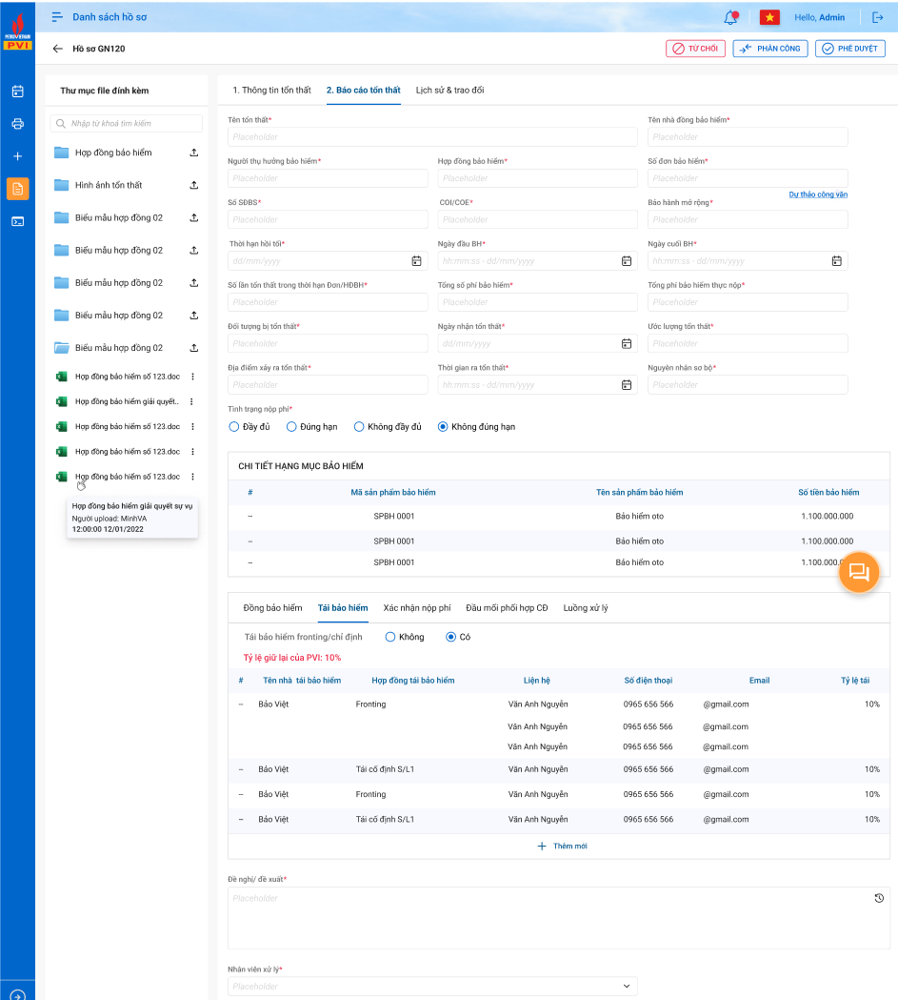 Danh sách hồ sơ
Hello, Admin
PETROVIETNAM
PVI
Hồ sơ GN120
TỪ CHỐI
PHÂN CÔNG
PHÊ DUYỆT
Thư mục file đính kèm
Nhập từ khoá tìm kiếm
Hợp đồng bảo hiểm
Hình ảnh tổn thất
Biểu mẫu hợp đồng 02
Biểu mẫu hợp đồng 02
Biểu mẫu hợp đồng 02
Biểu mẫu hợp đồng 02
Biểu mẫu hợp đồng 02
Hợp đồng bảo hiểm số 123.doc
Hợp đồng bảo hiểm giải quyết..
Hợp đồng bảo hiểm số 123.doc
Hợp đồng bảo hiểm số 123.doc
Hợp đồng bảo hiểm số 123.doc
Hợp đồng bảo hiểm giải quyết sự vụ
Người upload: MinhVA
12:00:00 12/01/2022
1. Thông tin tổn thất 2. Báo cáo tổn thất Lịch sử & trao đổi
Tên tổn thất* Tên nhà đồng bảo hiểm*
Placeholder Placeholder
Người thụ hưởng bảo hiểm* Hợp đồng bảo hiểm* Số đơn bảo hiểm*
Placeholder Placeholder Placeholder
Dự thảo công văn
Số SĐBS* COI/COE* Bảo hành mở rộng*
Placeholder Placeholder Placeholder
Thời hạn hồi tố* Ngày đầu BH* Ngày cuối BH*
dd/mm/yyyy hh:mm:ss - dd/mm/yyyy hh:mm:ss - dd/mm/yyyy
Số lần tổn thất trong thời hạn Đơn/HĐBH* Tổng số phí bảo hiểm* Tổng phí bảo hiểm thực nộp*
Placeholder Placeholder Placeholder
Đối tượng bị tổn thất* Ngày nhận tổn thất* Ước lượng tổn thất*
Placeholder dd/mm/yyyy Placeholder
Địa điểm xảy ra tổn thất* Thời gian ra tổn thất* Nguyên nhân sơ bộ*
Placeholder hh:mm:ss - dd/mm/yyyy Placeholder
Tình trạng nộp phí*
Đầy đủ Đúng hạn Không đầy đủ Không đúng hạn
CHI TIẾT HẠNG MỤC BẢO HIỂM
# Mã sản phẩm bảo hiểm Tên sản phẩm bảo hiểm Số tiền bảo hiểm
-- SPBH 0001 Bảo hiểm oto 1.100.000.000
-- SPBH 0001 Bảo hiểm oto 1.100.000.000
-- SPBH 0001 Bảo hiểm oto 1.100.0
Đồng bảo hiểm Tái bảo hiểm Xác nhận nộp phí Đầu mối phối hợp CĐ Luồng xử lý
Tái bảo hiểm fronting/chỉ định Không Có
Tỷ lệ giữ lại của PVI: 10%
# Tên nhà tái bảo hiểm Hợp đồng tái bảo hiểm Liện hệ Số điện thoại Email Tỷ lệ tái
-- Bảo Việt Fronting Văn Anh Nguyễn 0965 656 566 @gmail.com 10%
Văn Anh Nguyễn 0965 656 566 @gmail.com
Văn Anh Nguyễn 0965 656 566 @gmail.com
-- Bảo Việt Tái cố định S/L1 Văn Anh Nguyễn 0965 656 566 @gmail.com 10%
-- Bảo Việt Fronting Văn Anh Nguyễn 0965 656 566 @gmail.com 10%
-- Bảo Việt Tái cố định S/L1 Văn Anh Nguyễn 0965 656 566 @gmail.com 10%
Thêm mới
Đề nghị/ đề xuất*
Placeholder
Nhân viên xử lý*
Placeholder